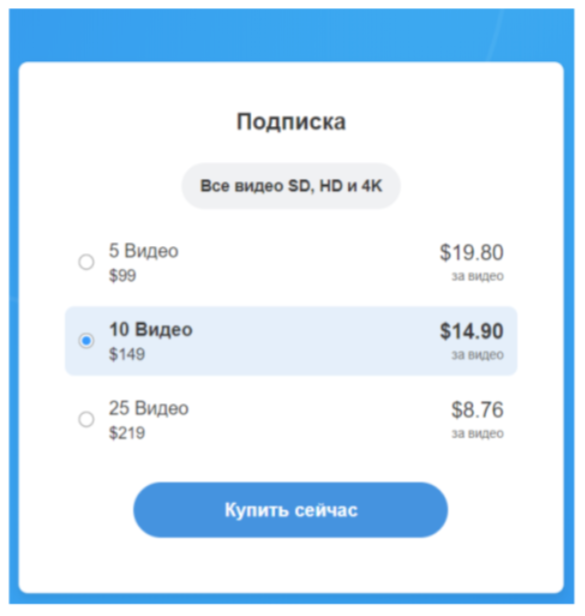 Подписка
Все видео SD, HD и 4K
5 Видео $19.80
$99 за видео
10 Видео $14.90
$149 за видео
25 Видео $8.76
$219 за видео
Купить сейчас